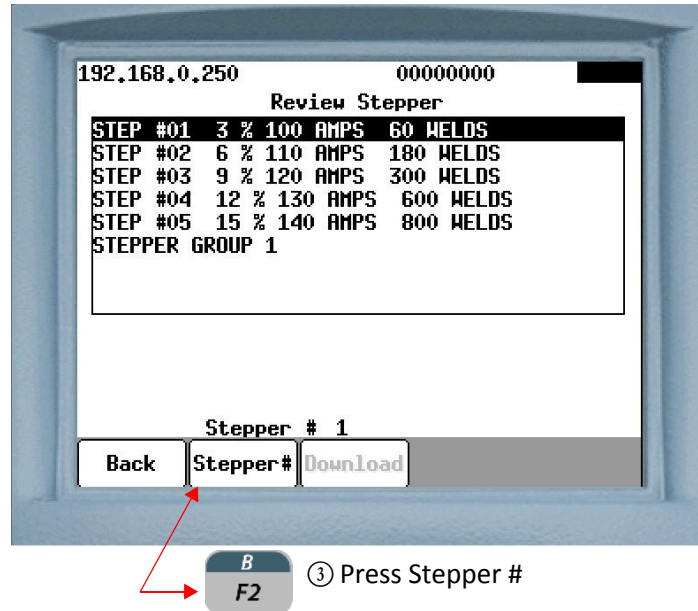 192.168.0.250 00000000
Review Stepper
STEP #01 3 % 100 AMPS 60 WELDS
STEP #02 6 % 110 AMPS 180 WELDS
STEP #03 9 % 120 AMPS 300 WELDS
STEP #04 12 % 130 AMPS 600 WELDS
STEP #05 15 % 140 AMPS 800 WELDS
STEPPER GROUP 1
Stepper # 1
Back Stepper# Download
B
F2
③ Press Stepper #